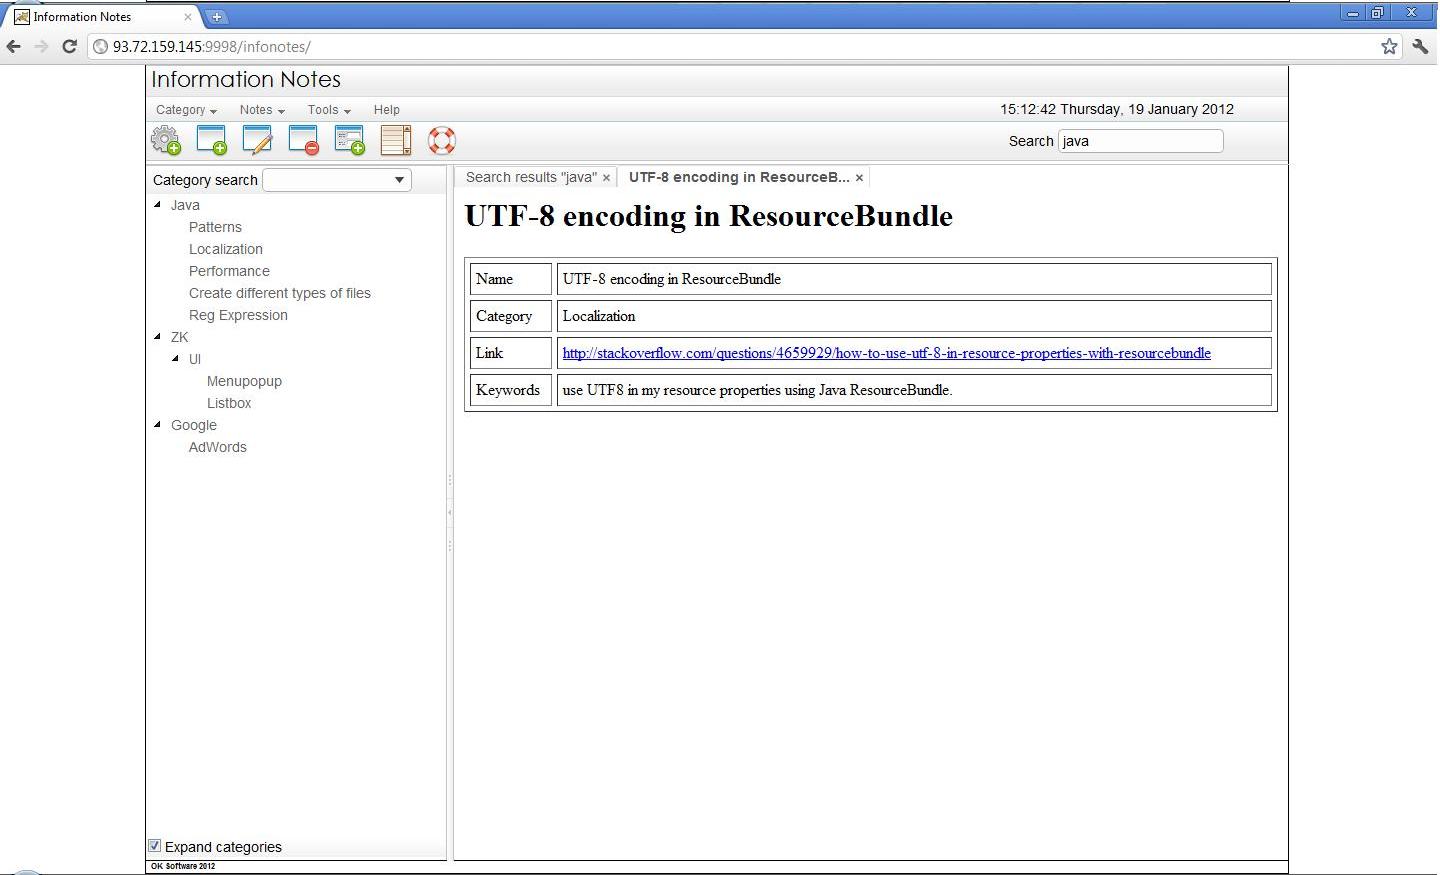 Information Notes
93.72.159.145:9998/infonotes/
Information Notes
Category Notes Tools Help 15:12:42 Thursday, 19 January 2012
Search java
Category search
Java
Patterns
Localization
Performance
Create different types of files
Reg Expression
ZK
UI
Menupopup
Listbox
Google
AdWords
Expand categories
OK Software 2012
Search results "java" × UTF-8 encoding in ResourceB... ×
UTF-8 encoding in ResourceBundle
Name UTF-8 encoding in ResourceBundle
Category Localization
Link http://stackoverflow.com/questions/4659929/how-to-use-utf-8-in-resource-properties-with-resourcebundle
Keywords use UTF8 in my resource properties using Java ResourceBundle.